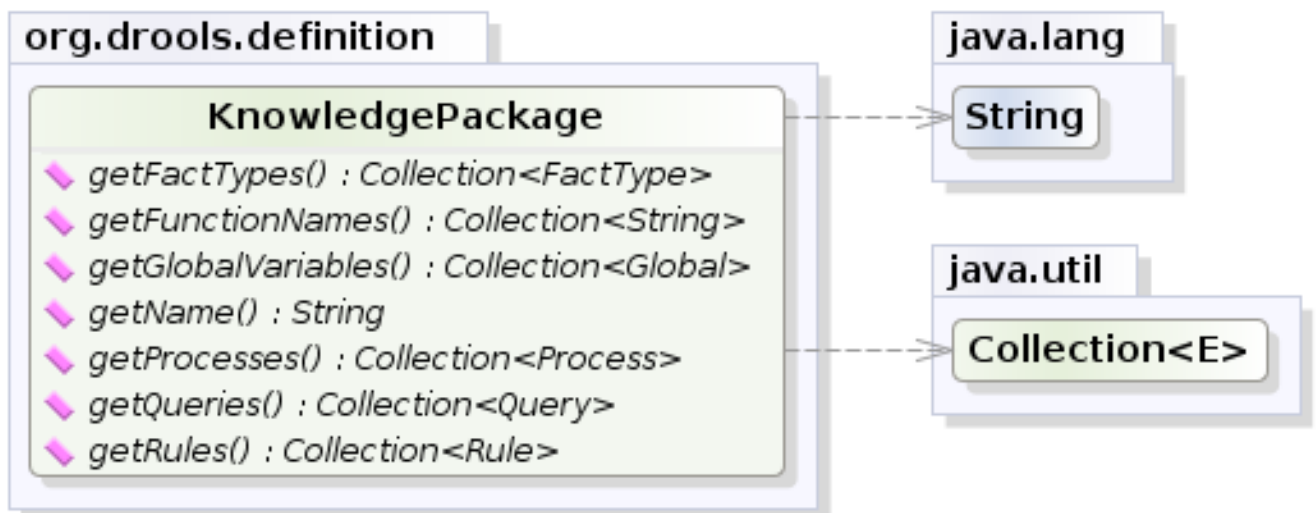 org.drools.definition
KnowledgePackage
getFactTypes() : Collection<FactType>
getFunctionNames() : Collection<String>
getGlobalVariables() : Collection<Global>
getName() : String
getProcesses() : Collection<Process>
getQueries() : Collection<Query>
getRules() : Collection<Rule>
java.lang
String
java.util
Collection<E>